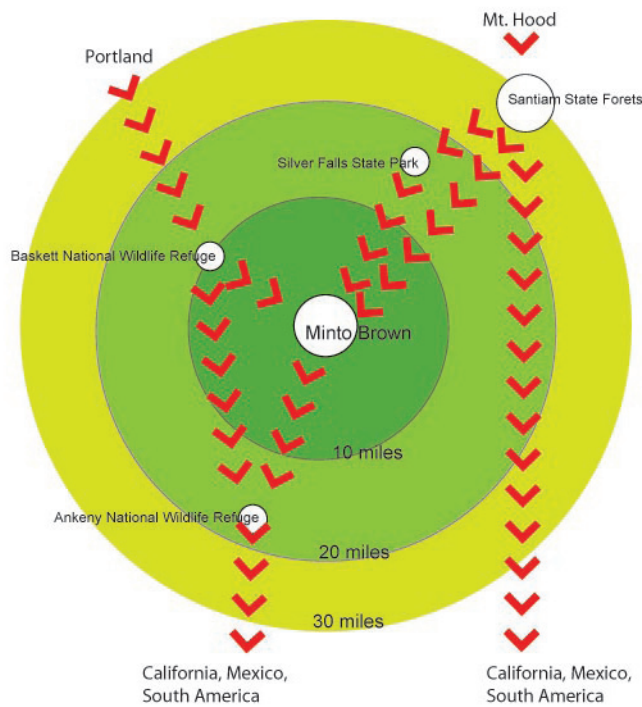 Mt. Hood
Portland
Santiam State Forets
Silver Falls State Park
Baskett National Wildlife Refuge
Minto Brown
10 miles
Ankeny National Wildlife Refuge
20 miles
30 miles
California, Mexico,
South America
California, Mexico,
South America